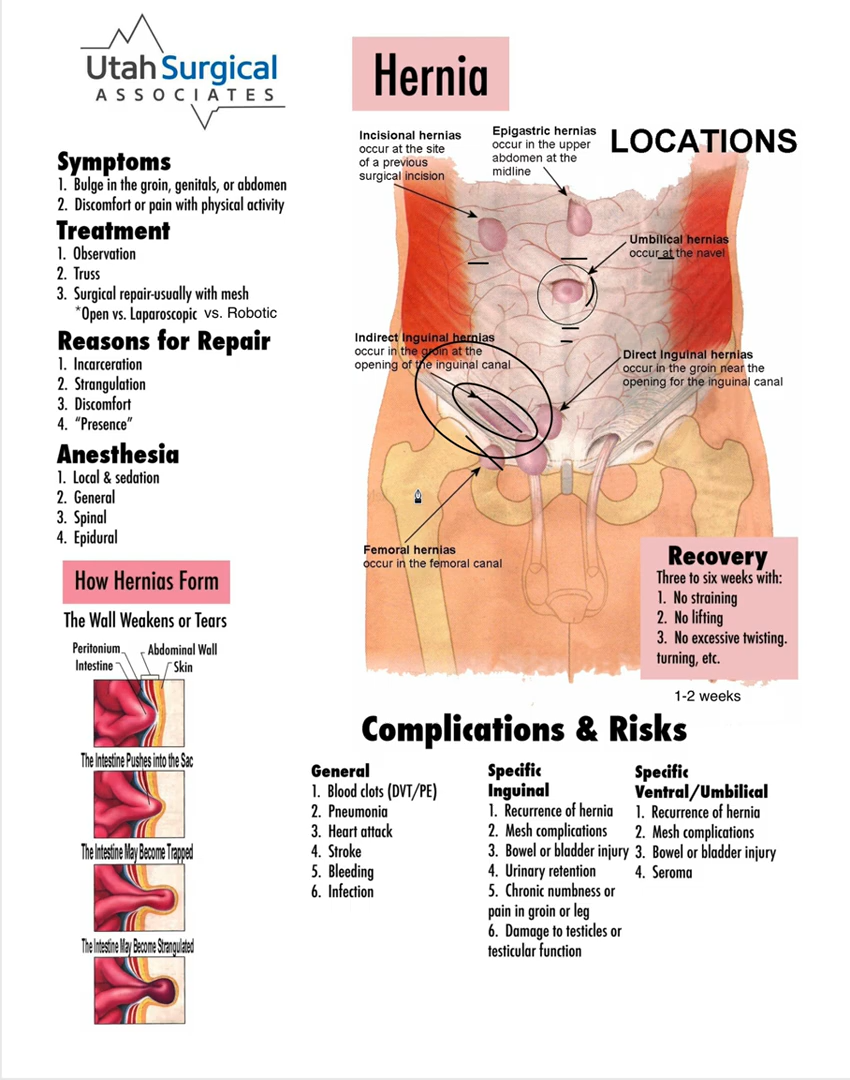 Utah Surgical
ASSOCIATES
Hernia
LOCATIONS
Incisional hernias
occur at the site
of a previous
surgical incision
Epigastric hernias
occur in the upper
abdomen at the
midline
Umbilical hernias
occur at the navel
Indirect Inguinal hernias
occur in the groin at the
opening of the inguinal canal
Direct Inguinal hernias
occur in the groin near the
opening for the inguinal canal
Femoral hernias
occur in the femoral canal
Symptoms
1. Bulge in the groin, genitals, or abdomen
2. Discomfort or pain with physical activity
Treatment
1. Observation
2. Truss
3. Surgical repair-usually with mesh
*Open vs. Laparoscopic vs. Robotic
Reasons for Repair
1. Incarceration
2. Strangulation
3. Discomfort
4. “Presence”
Anesthesia
1. Local & sedation
2. General
3. Spinal
4. Epidural
How Hernias Form
The Wall Weakens or Tears
Peritonium
Abdominal Wall
Intestine
Skin
The Intestine Pushes into the Sac
The Intestine May Become Trapped
The Intestine May Become Strangulated
Recovery
Three to six weeks with:
1. No straining
2. No lifting
3. No excessive twisting.
turning, etc.
1-2 weeks
Complications & Risks
General
1. Blood clots (DVT/PE)
2. Pneumonia
3. Heart attack
4. Stroke
5. Bleeding
6. Infection
Specific
Inguinal
1. Recurrence of hernia
2. Mesh complications
3. Bowel or bladder injury
4. Urinary retention
5. Chronic numbness or
pain in groin or leg
6. Damage to testicles or
testicular function
Specific
Ventral/Umbilical
1. Recurrence of hernia
2. Mesh complications
3. Bowel or bladder injury
4. Seroma